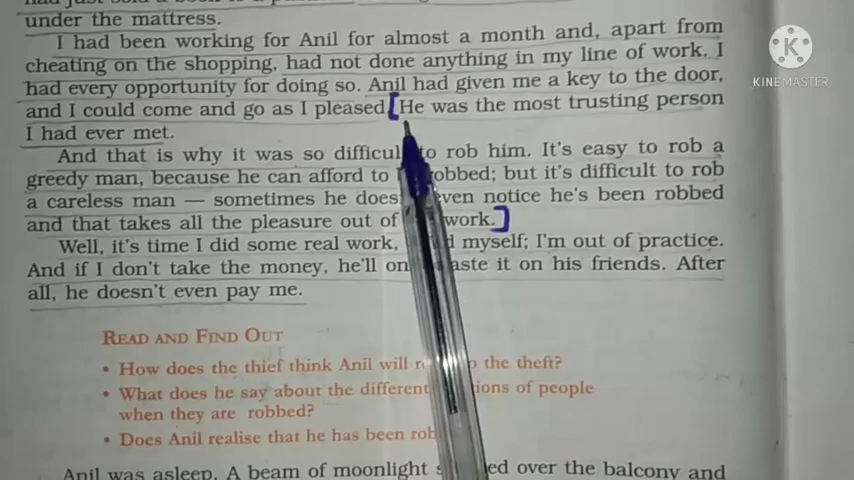 under the mattress.
I had been working for Anil for almost a month and, apart from
cheating on the shopping, had not done anything in my line of work. I
had every opportunity for doing so. Anil had given me a key to the door,
and I could come and go as I pleased. [He was the most trusting person
I had ever met.
And that is why it was so difficult to rob him. It's easy to rob a
greedy man, because he can afford to robbed; but it's difficult to rob
a careless man — sometimes he does even notice he's been robbed
and that takes all the pleasure out of work.]
Well, it's time I did some real work, myself; I'm out of practice.
And if I don't take the money, he'll on aste it on his friends. After
all, he doesn't even pay me.
READ AND FIND OUT
• How does the thief think Anil will the theft?
• What does he say about the different ions of people
when they are robbed?
• Does Anil realise that he has been rob
Anil was asleep. A beam of moonlight ed over the balcony and
K
KINEMASTER